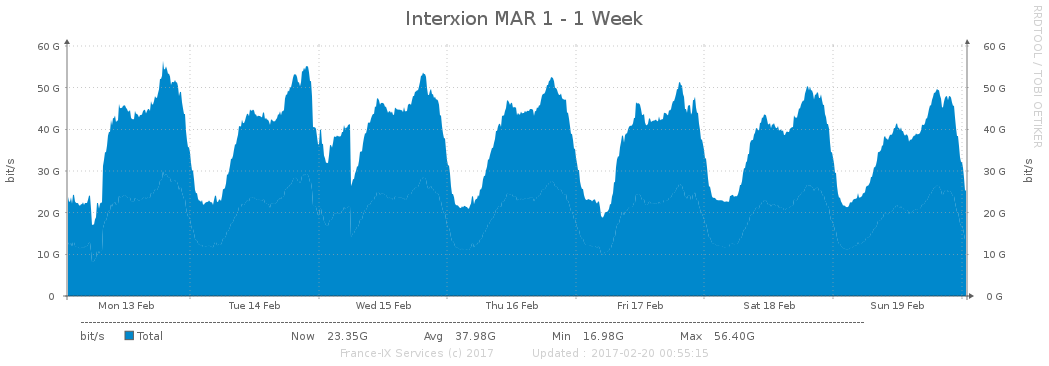 Interxion MAR 1 - 1 Week
RRDTOOL / TOBI OETIKER
bit/s
60 G
50 G
40 G
30 G
20 G
10 G
0
60 G
50 G
40 G
30 G
20 G
10 G
0 G
bit/s
Mon 13 Feb Tue 14 Feb Wed 15 Feb Thu 16 Feb Fri 17 Feb Sat 18 Feb Sun 19 Feb
bit/s Total Now 23.35G Avg 37.98G Min 16.98G Max 56.40G
France-IX Services (c) 2017 Updated : 2017-02-20 00:55:15